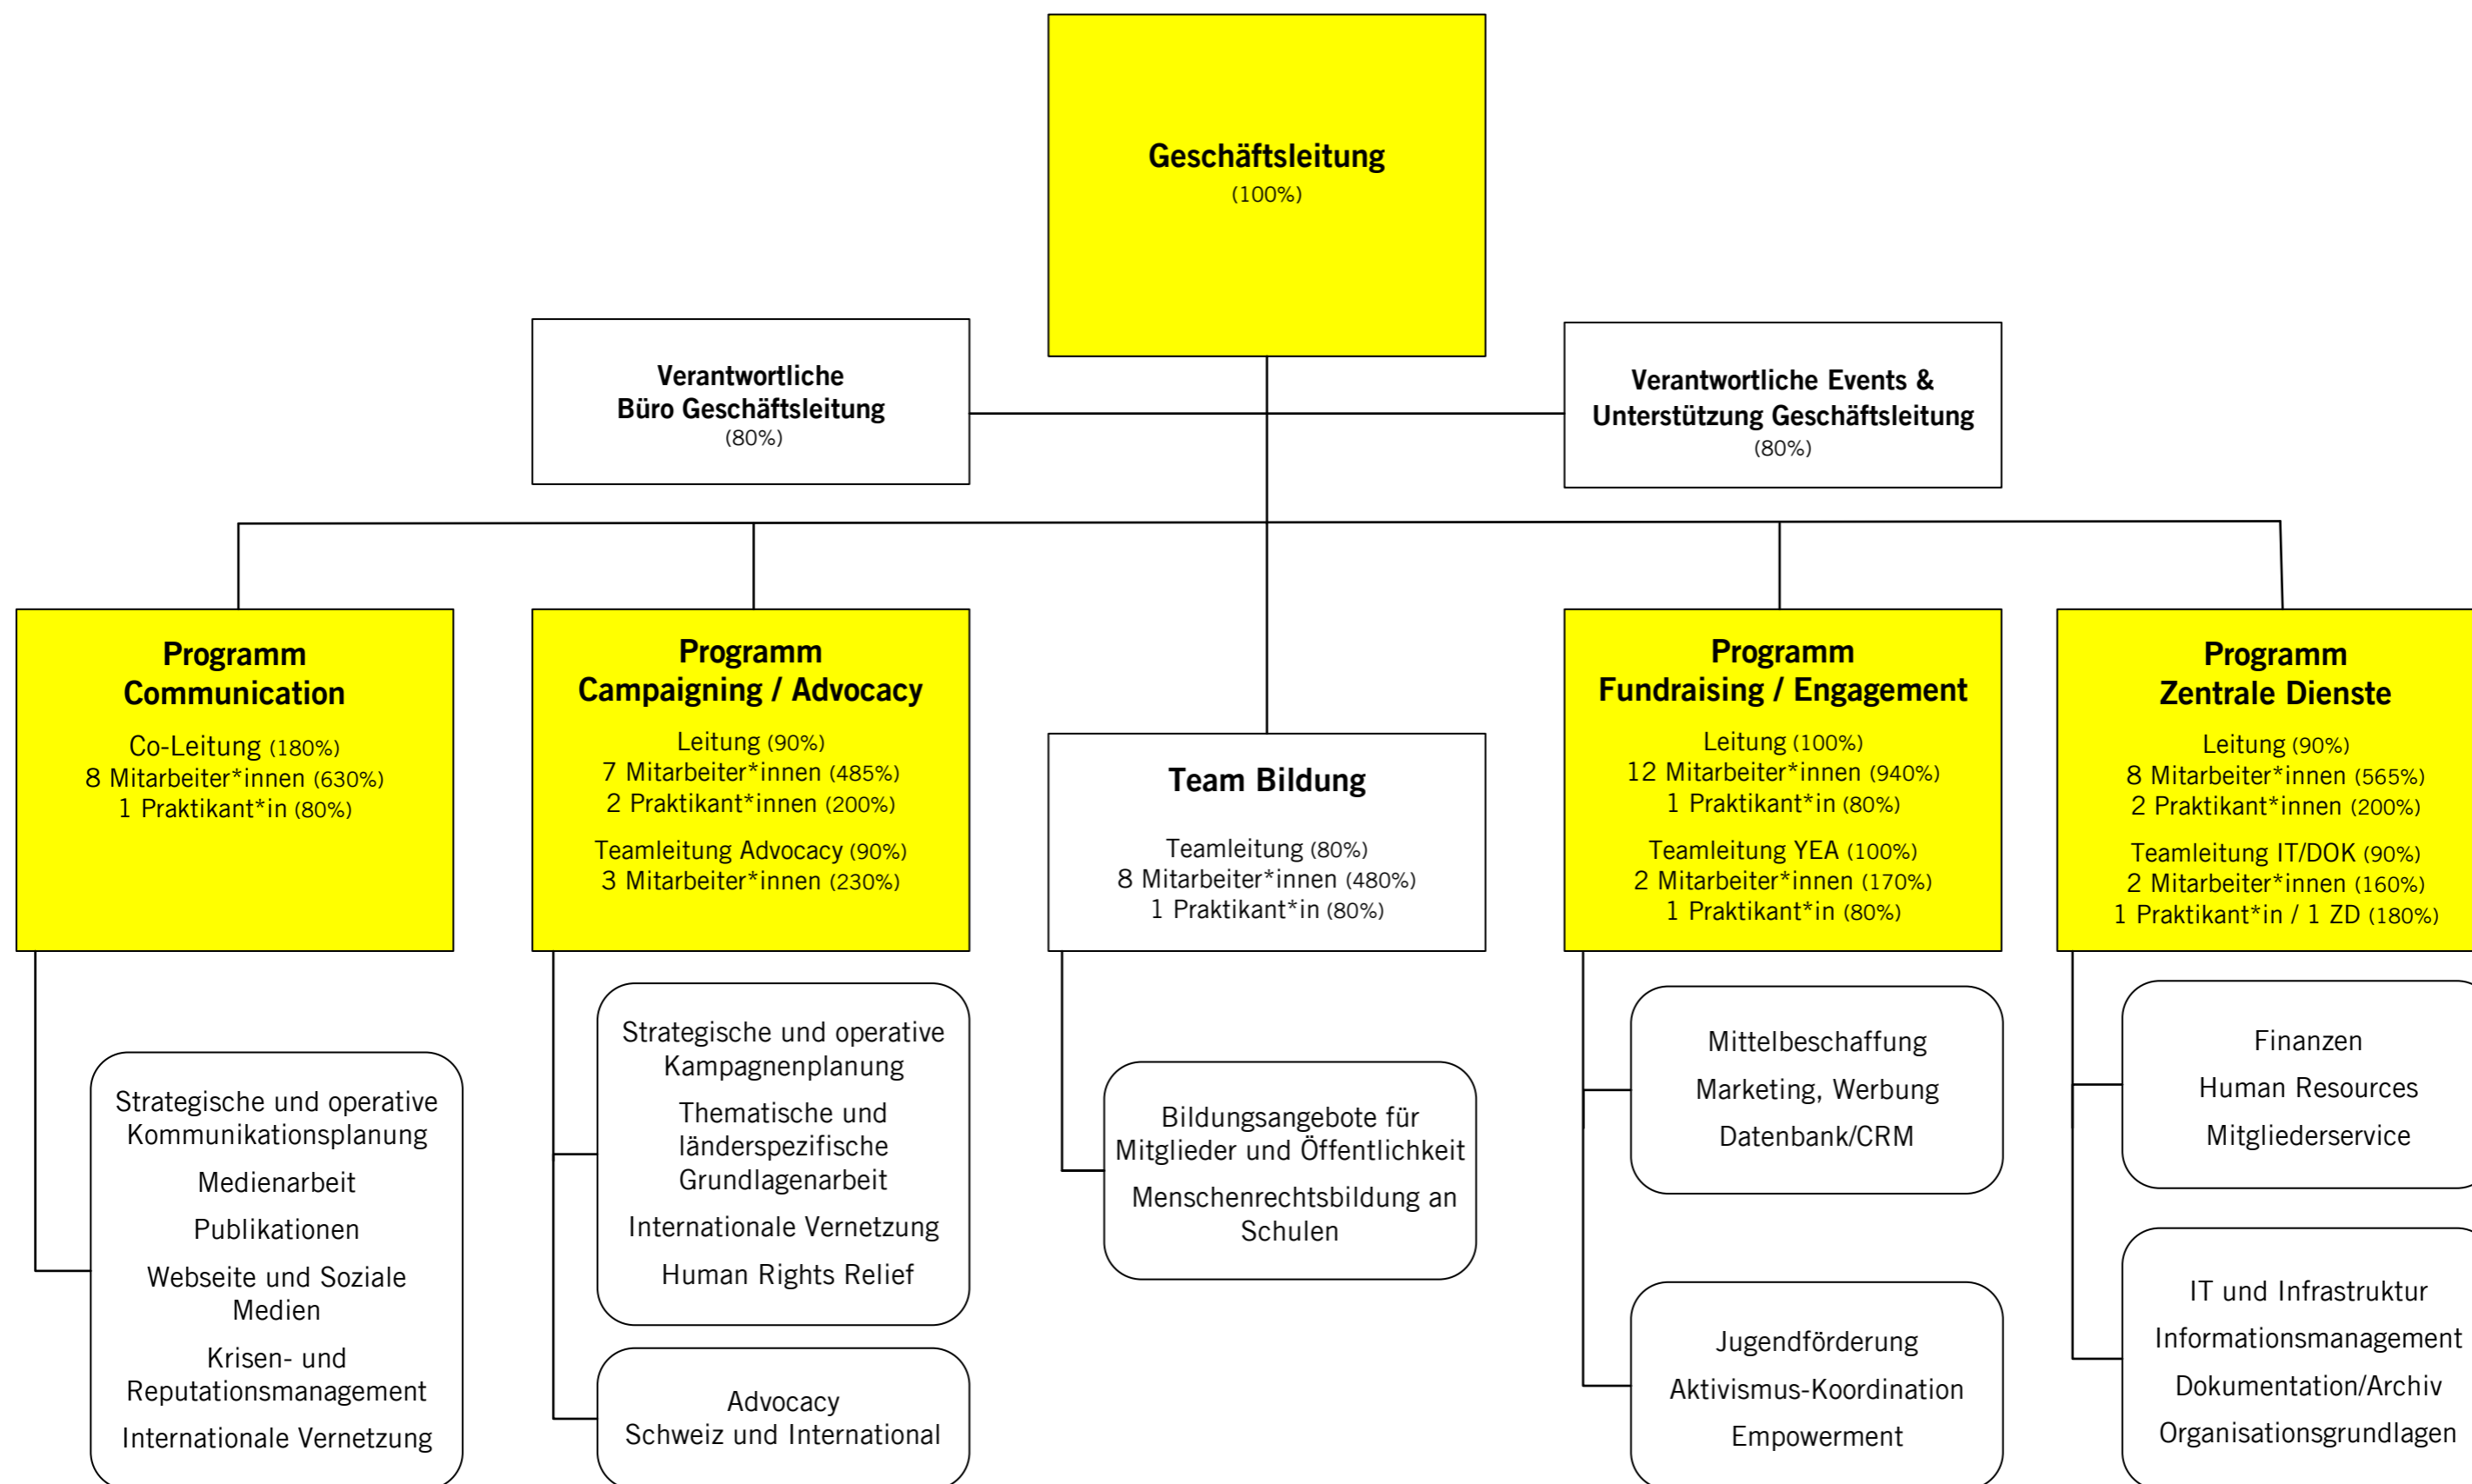 Geschäftsleitung
(100%)
Verantwortliche
Büro Geschäftsleitung
(80%)
Verantwortliche Events &
Unterstützung Geschäftsleitung
(80%)
Programm
Communication
Co-Leitung (180%)
8 Mitarbeiter*innen (630%)
1 Praktikant*in (80%)
Programm
Campaigning / Advocacy
Leitung (90%)
7 Mitarbeiter*innen (485%)
2 Praktikant*innen (200%)
Teamleitung Advocacy (90%)
3 Mitarbeiter*innen (230%)
Team Bildung
Teamleitung (80%)
8 Mitarbeiter*innen (480%)
1 Praktikant*in (80%)
Programm
Fundraising / Engagement
Leitung (100%)
12 Mitarbeiter*innen (940%)
1 Praktikant*in (80%)
Teamleitung YEA (100%)
2 Mitarbeiter*innen (170%)
1 Praktikant*in (80%)
Programm
Zentrale Dienste
Leitung (90%)
8 Mitarbeiter*innen (565%)
2 Praktikant*innen (200%)
Teamleitung IT/DOK (90%)
2 Mitarbeiter*innen (160%)
1 Praktikant*in / 1 ZD (180%)
Strategische und operative
Kommunikationsplanung
Medienarbeit
Publikationen
Webseite und Soziale
Medien
Krisen- und
Reputationsmanagement
Internationale Vernetzung
Strategische und operative
Kampagnenplanung
Thematische und
länderspezifische
Grundlagenarbeit
Internationale Vernetzung
Human Rights Relief
Advocacy
Schweiz und International
Bildungsangebote für
Mitglieder und Öffentlichkeit
Menschenrechtsbildung an
Schulen
Mittelbeschaffung
Marketing, Werbung
Datenbank/CRM
Jugendförderung
Aktivismus-Koordination
Empowerment
Finanzen
Human Resources
Mitgliederservice
IT und Infrastruktur
Informationsmanagement
Dokumentation/Archiv
Organisationsgrundlagen